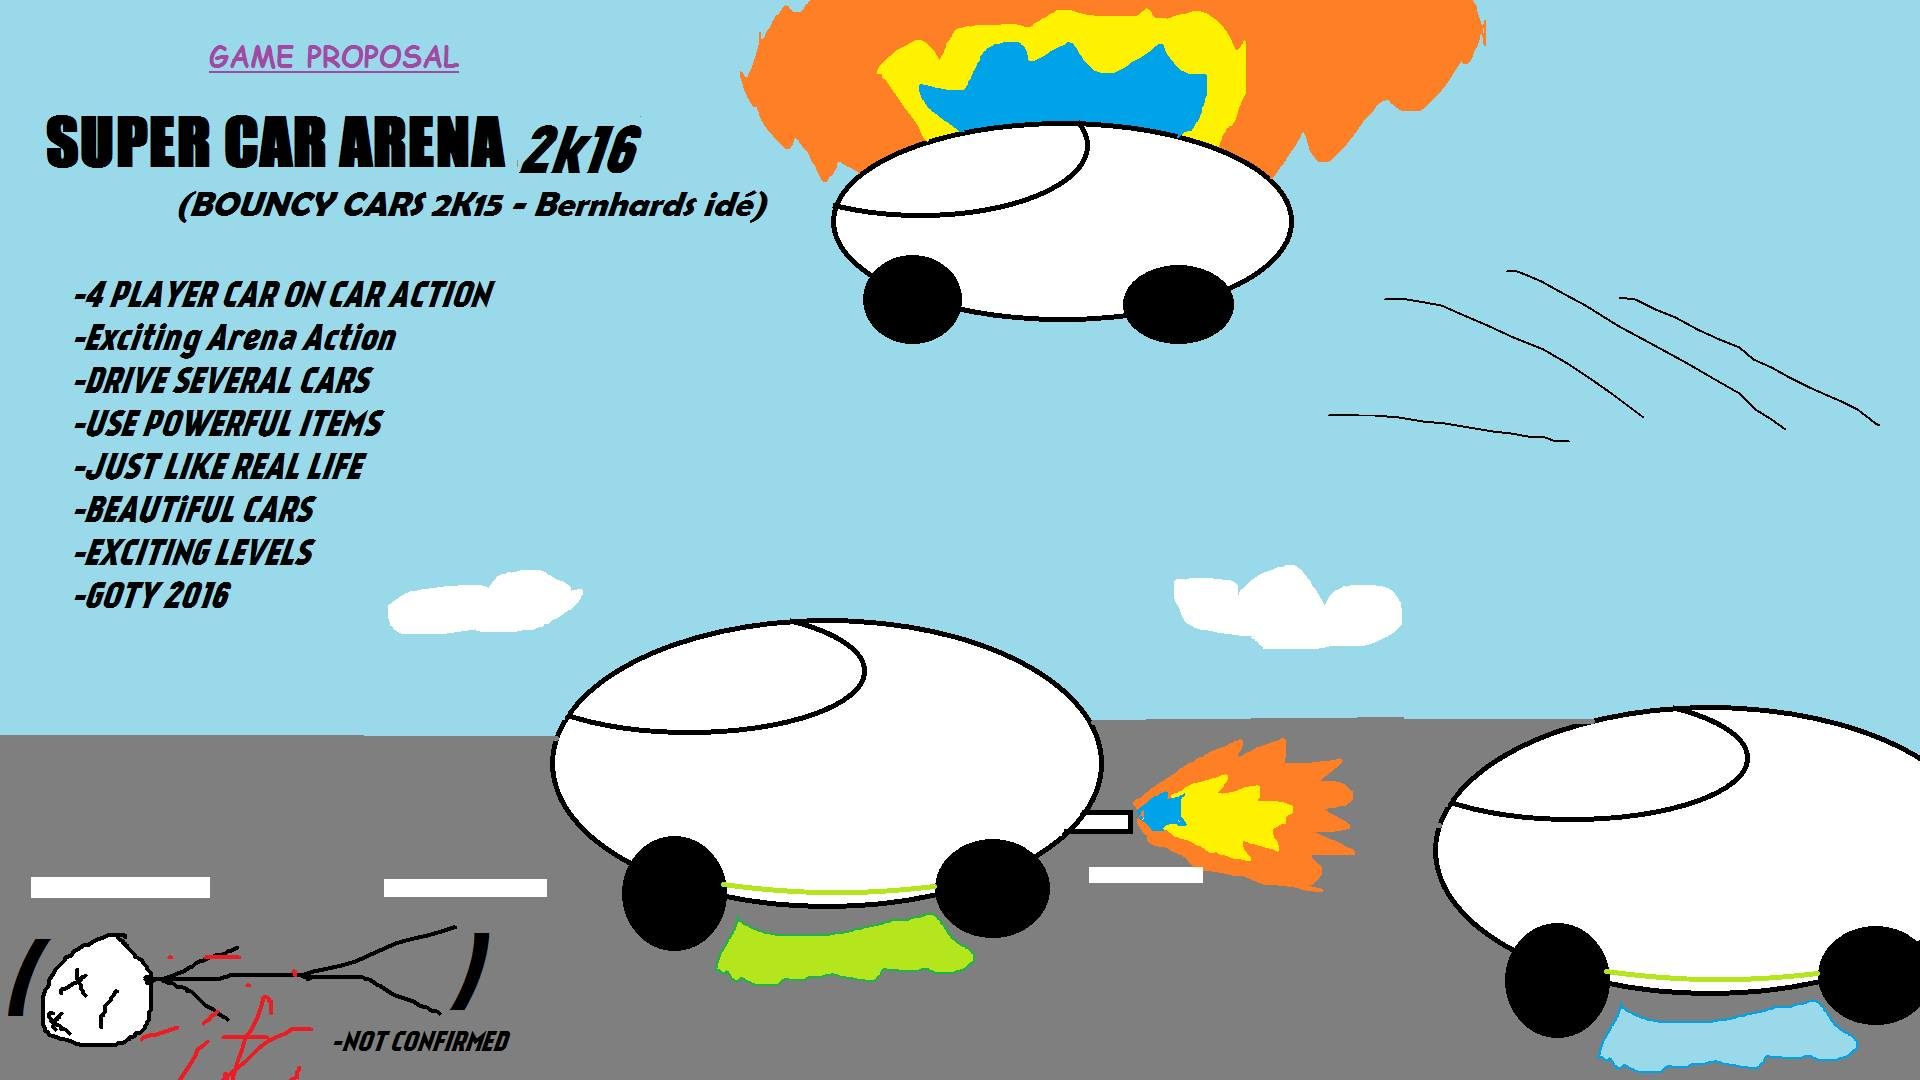 GAME PROPOSAL
SUPER CAR ARENA 2k16
(BOUNCY CARS 2K15 - Bernhards idé)
-4 PLAYER CAR ON CAR ACTION
-Exciting Arena Action
-DRIVE SEVERAL CARS
-USE POWERFUL ITEMS
-JUST LIKE REAL LIFE
-BEAUTiFUL CARS
-EXCITING LEVELS
-GOTY 2016
( )
-NOT CONFIRMED